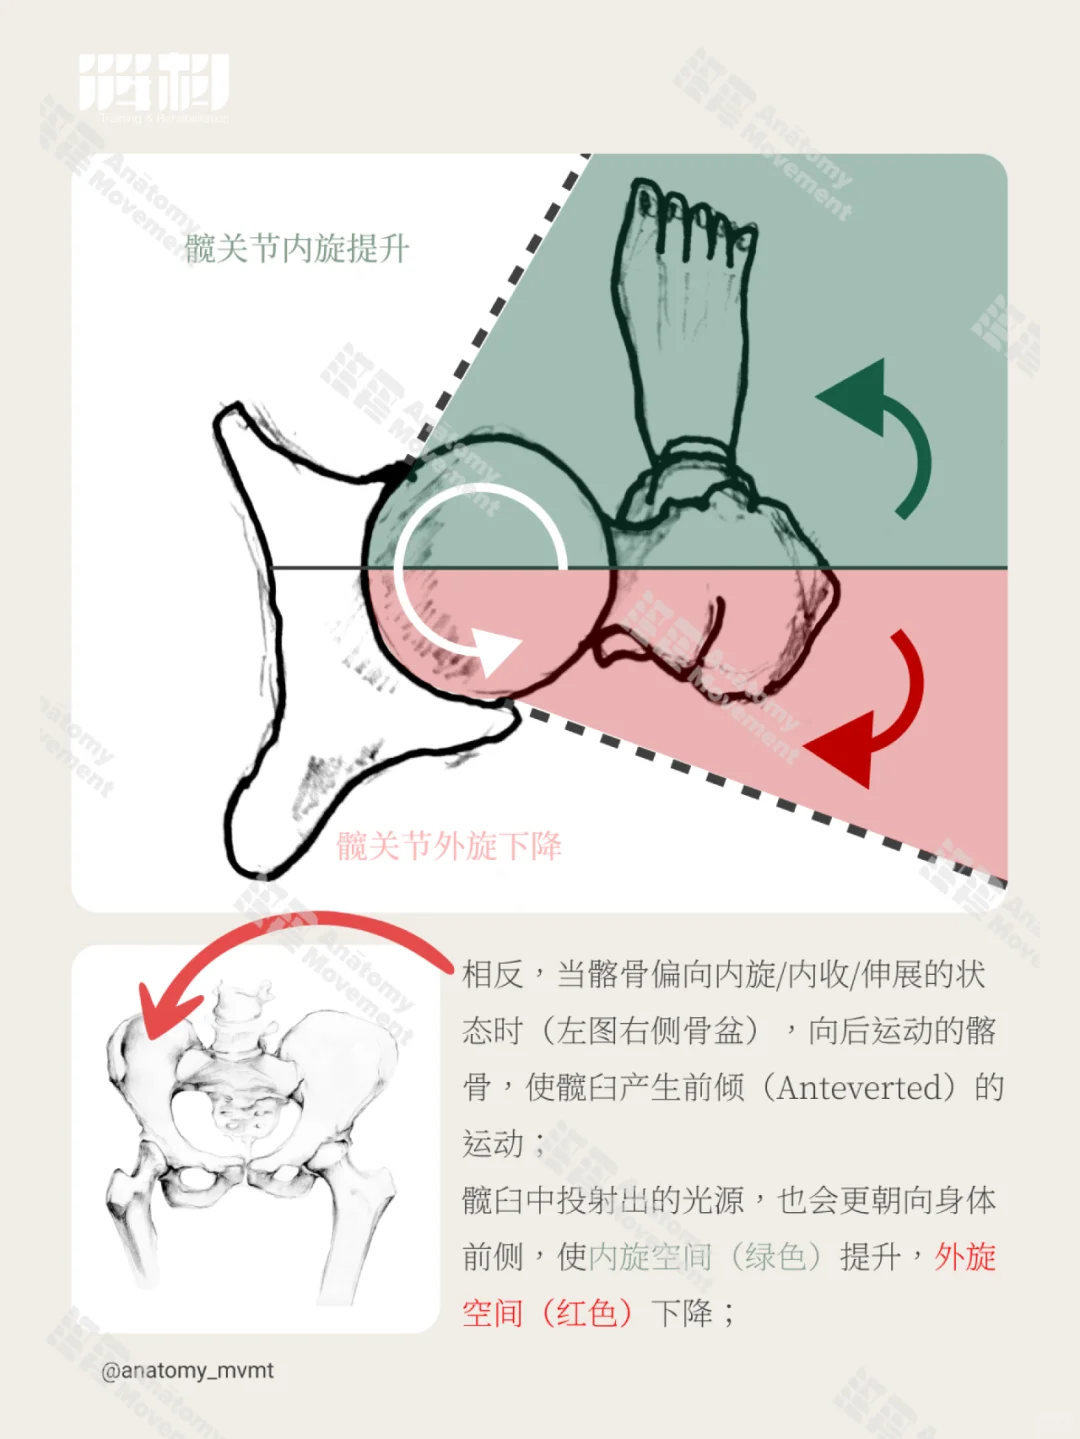 Training & Rehabilitation
髋关节内旋提升
髋关节外旋下降
相反，当髂骨偏向内旋/内收/伸展的状
态时（左图右侧骨盆），向后运动的髂
骨，使髋臼产生前倾（Anteverted）的
运动；
髋臼中投射出的光源，也会更朝向身体
前侧，使内旋空间（绿色）提升，外旋
空间（红色）下降；
@anatomy_mvmt
Anātomy
Movement